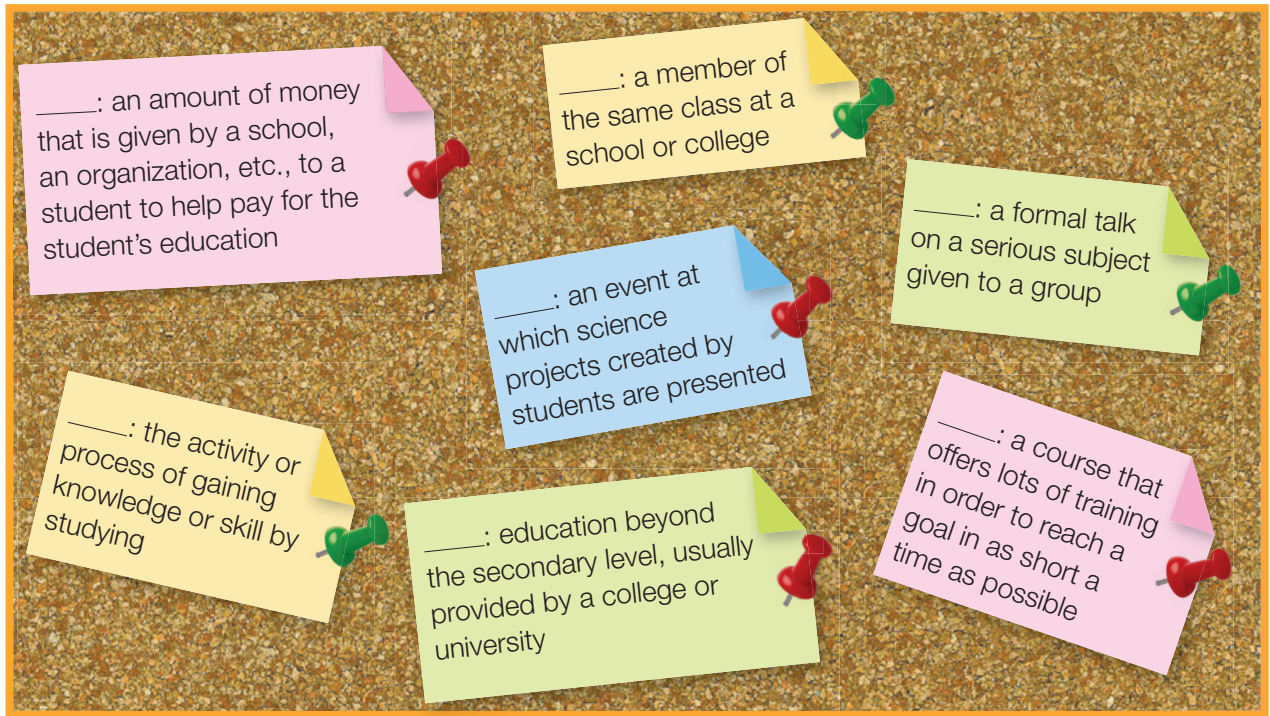 _____: an amount of money
that is given by a school,
an organization, etc., to a
student to help pay for the
student’s education
_____: a member of
the same class at a
school or college
_____: a formal talk
on a serious subject
given to a group
_____: an event at
which science
projects created by
students are presented
_____: the activity or
process of gaining
knowledge or skill by
studying
_____: education beyond
the secondary level, usually
provided by a college or
university
_____: a course that
offers lots of training
in order to reach a
goal in as short a
time as possible